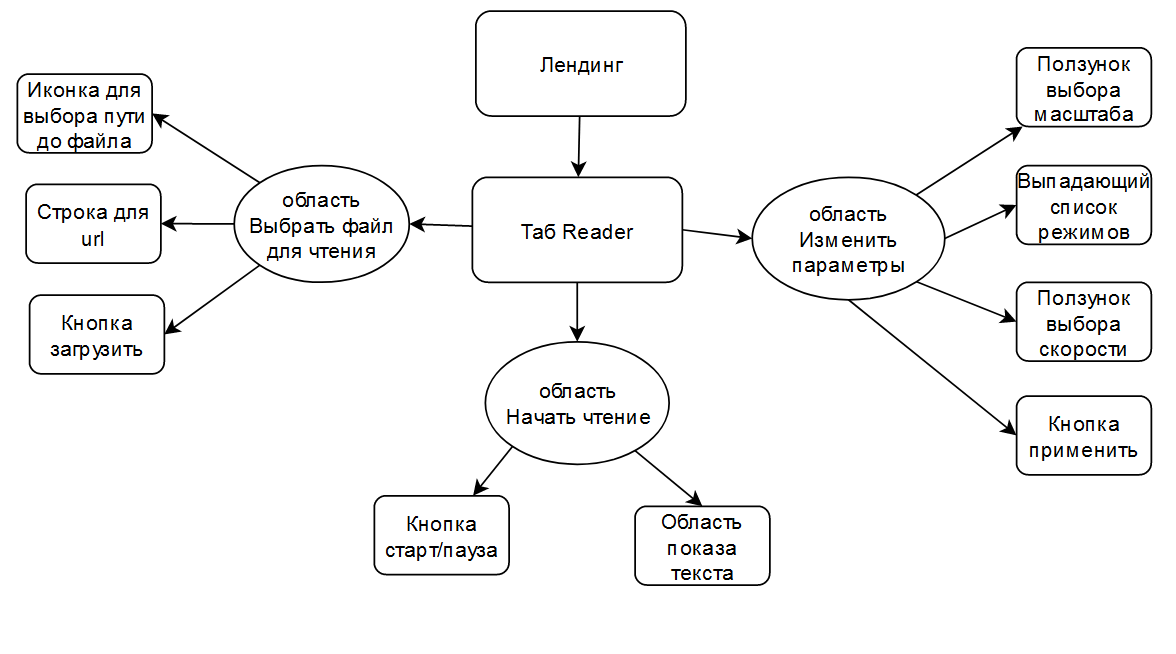 Лендинг
Таб Reader
область
Выбрать файл
для чтения
Иконка для
выбора пути
до файла
Строка для
url
Кнопка
загрузить
область
Начать чтение
Кнопка
старт/пауза
Область
показа
текста
область
Изменить
параметры
Ползунок
выбора
масштаба
Выпадающий
список
режимов
Ползунок
выбора
скорости
Кнопка
применить